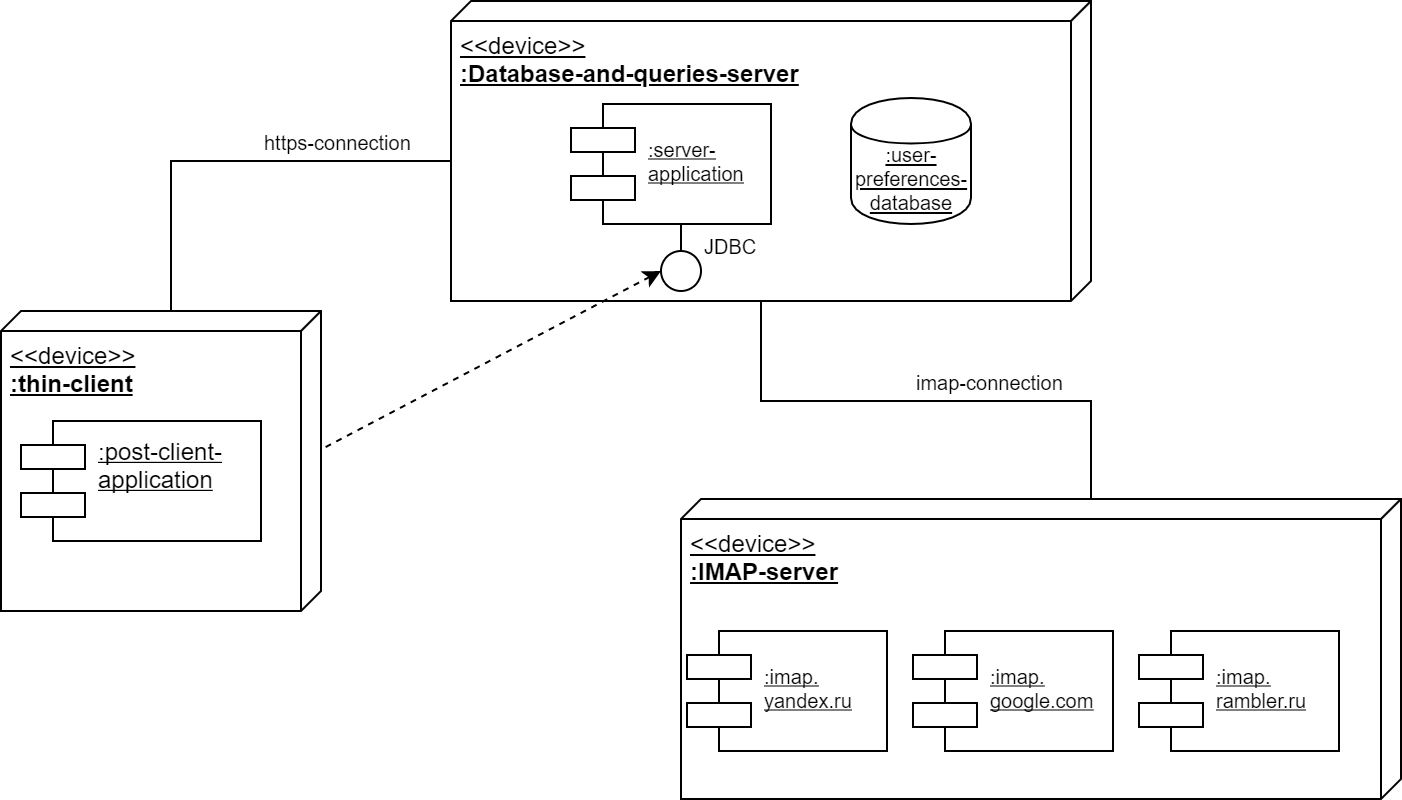 <<device>>
:Database-and-queries-server
https-connection
:server-
application
:user-
preferences-
database
JDBC
<<device>>
:thin-client
:post-client-
application
imap-connection
<<device>>
:IMAP-server
:imap.
yandex.ru
:imap.
google.com
:imap.
rambler.ru